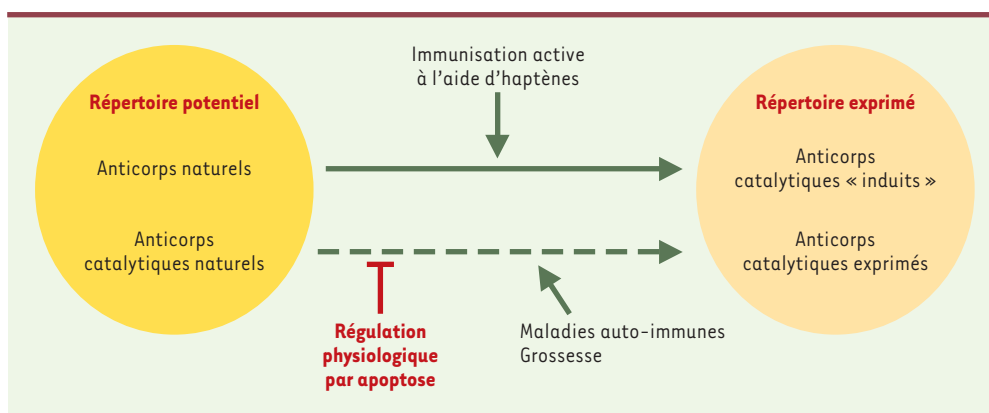 Immunisation active
à l'aide d'haptènes
Répertoire potentiel
Anticorps naturels
Anticorps
catalytiques naturels
Répertoire exprimé
Anticorps
catalytiques « induits »
Anticorps
catalytiques exprimés
Régulation
physiologique
par apoptose
Maladies auto-immunes
Grossesse